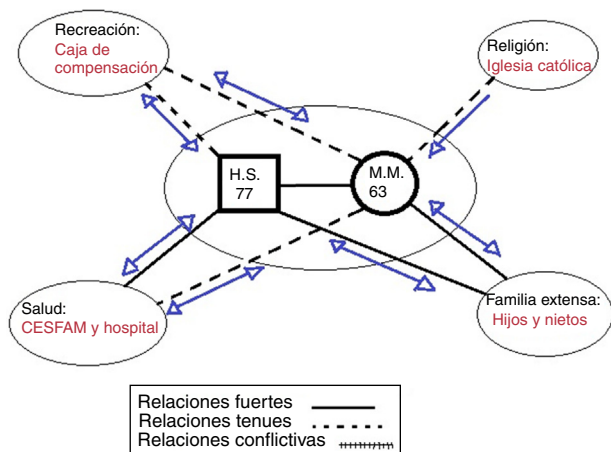 Recreación:
Caja de
compensación
Religión:
Iglesia católica
H.S.
77
M.M.
63
Salud:
CESFAM y hospital
Familia extensa:
Hijos y nietos
Relaciones fuertes
Relaciones tenues
Relaciones conflictivas